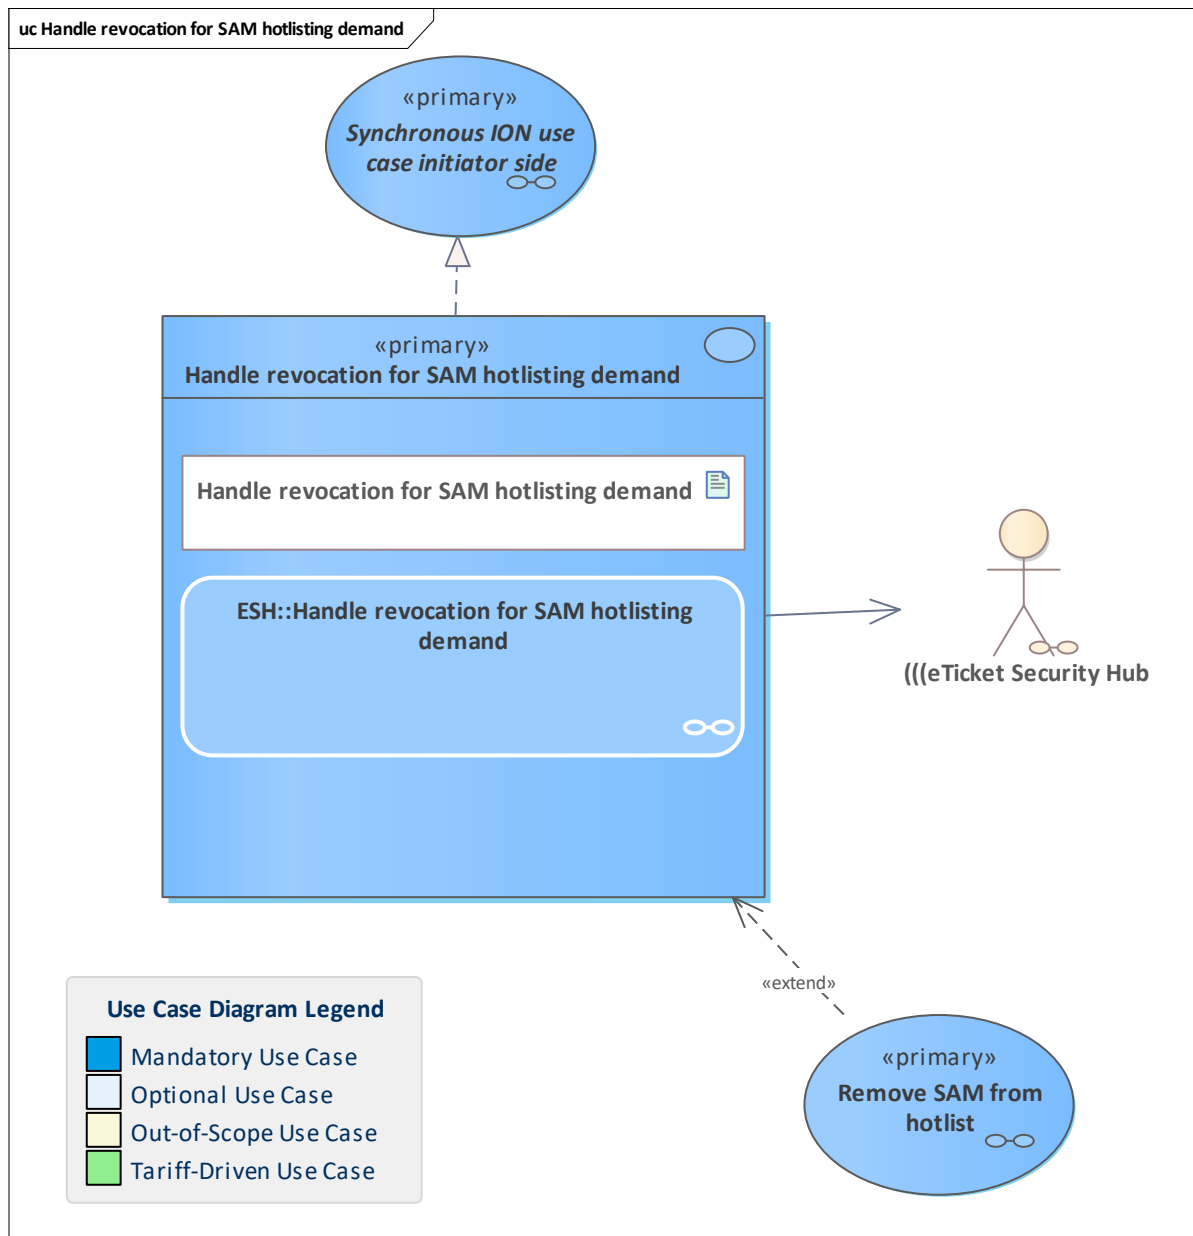 uc Handle revocation for SAM hotlisting demand
«primary»
Synchronous ION use
case initiator side
«primary»
Handle revocation for SAM hotlisting demand
Handle revocation for SAM hotlisting demand
ESH::Handle revocation for SAM hotlisting
demand
(((eTicket Security Hub
«extend»
«primary»
Remove SAM from
hotlist
Use Case Diagram Legend
Mandatory Use Case
Optional Use Case
Out-of-Scope Use Case
Tariff-Driven Use Case